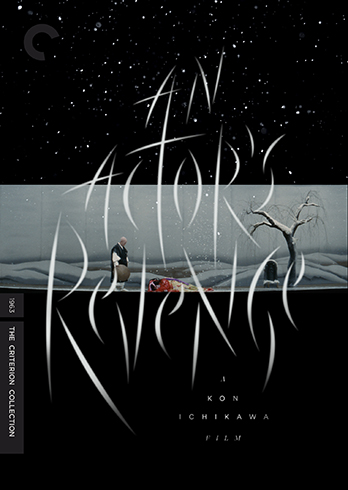 AN
ACTOR'S
REVENGE
A
KON
ICHIKAWA
FILM
1963
THE CRITERION COLLECTION